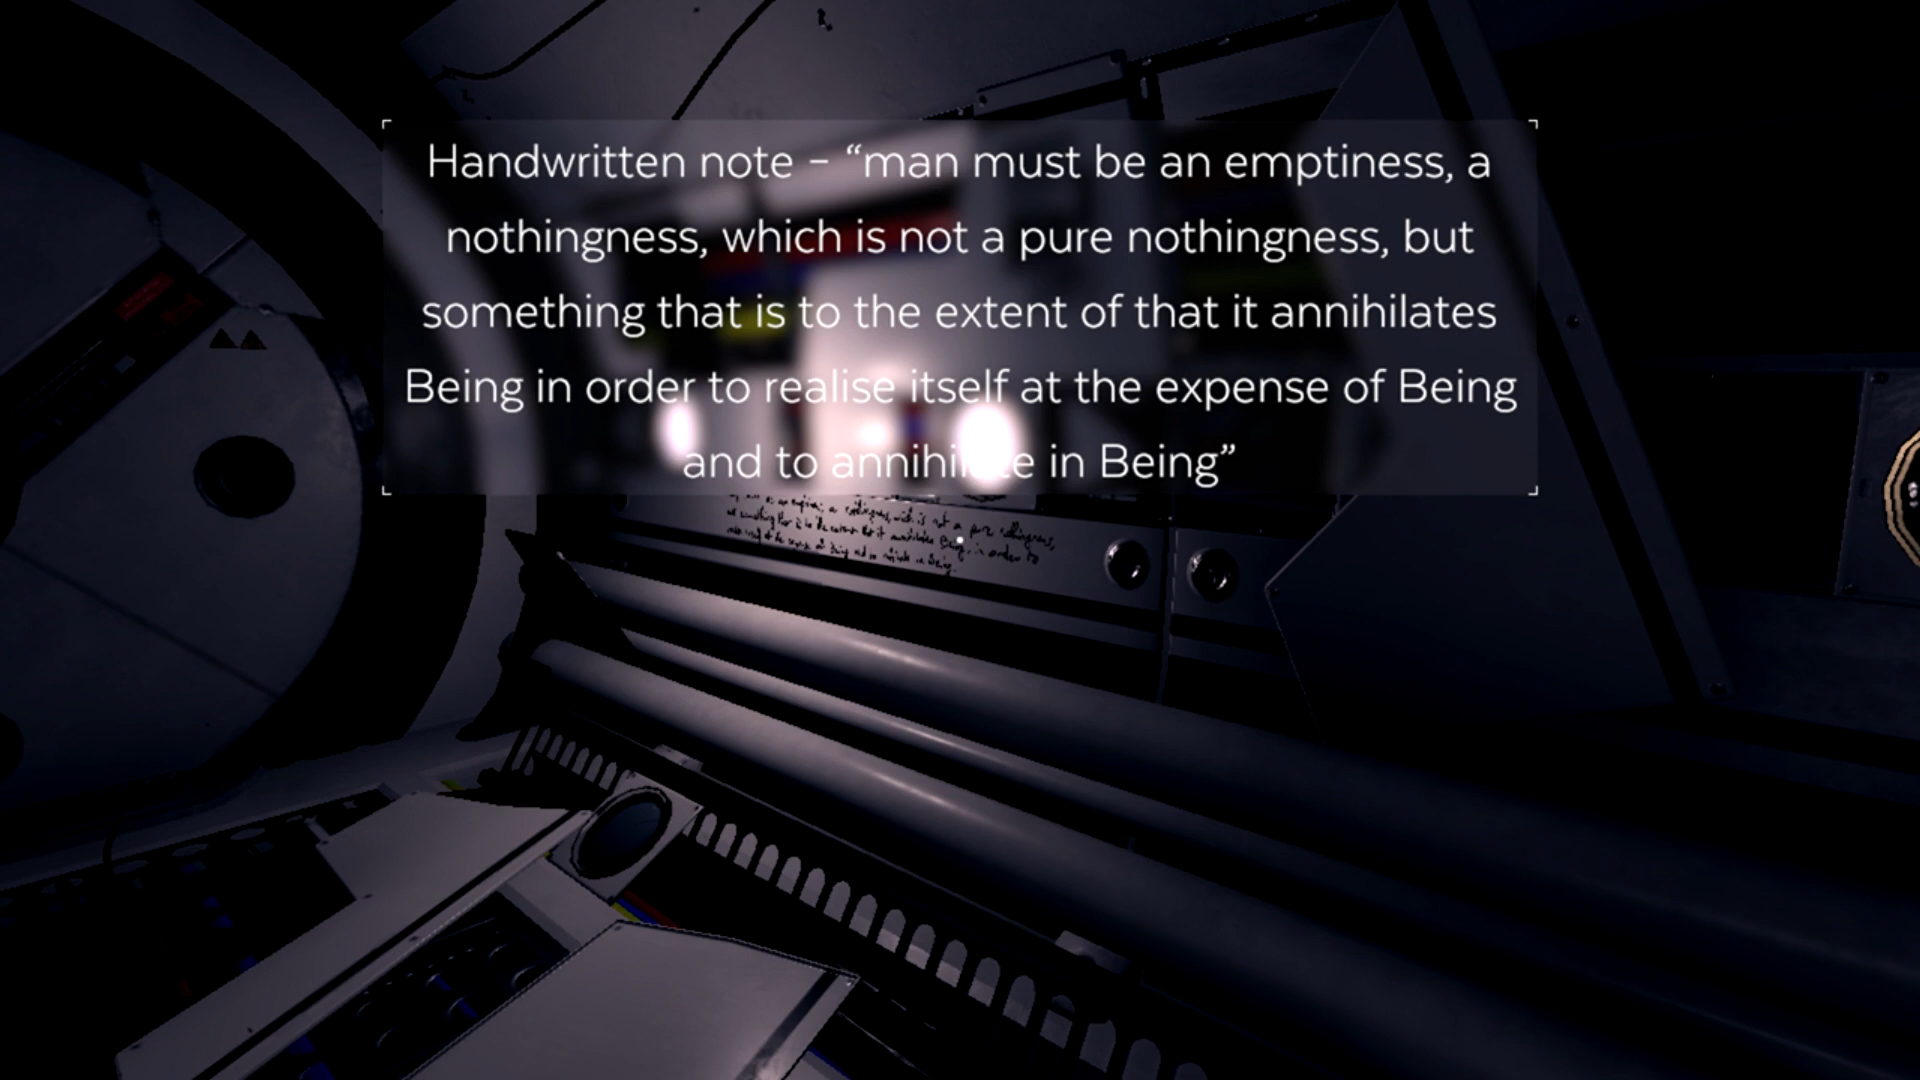 Handwritten note – “man must be an emptiness, a
nothingness, which is not a pure nothingness, but
something that is to the extent of that it annihilates
Being in order to realise itself at the expense of Being
and to annihilate in Being”